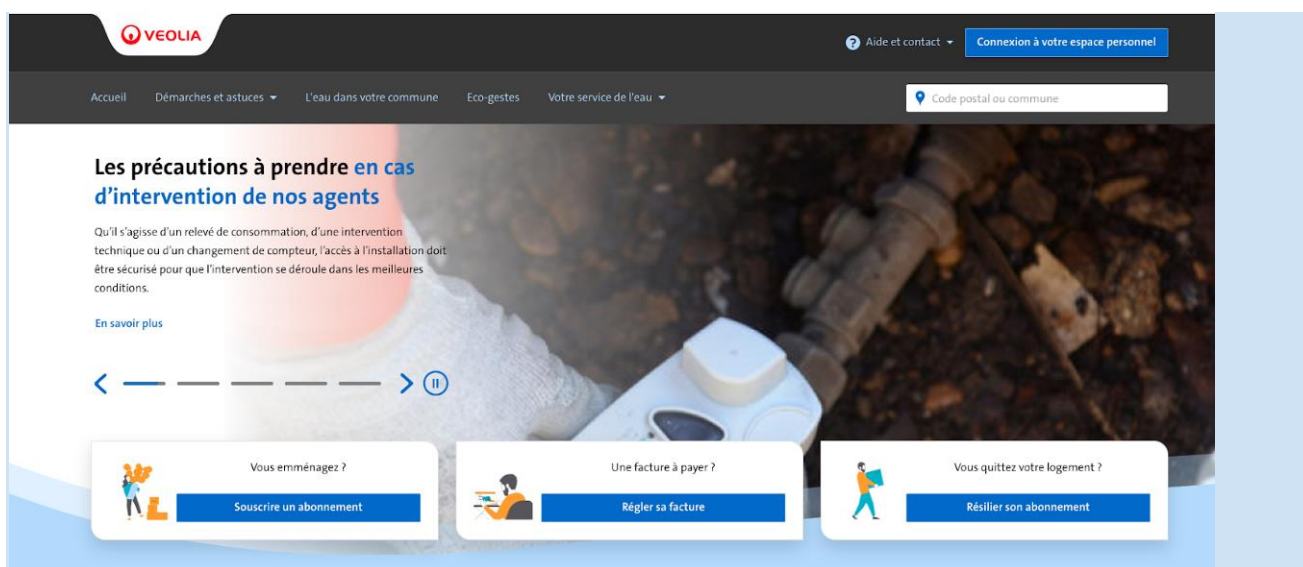 VEOLIA
Aide et contact
Connexion à votre espace personnel
Accueil
Démarches et astuces
L'eau dans votre commune
Eco-gestes
Votre service de l'eau
Code postal ou commune
Les précautions à prendre en cas
d'intervention de nos agents
Qu'il s'agisse d'un relevé de consommation, d'une intervention
technique ou d'un changement de compteur, l'accès à l'installation doit
être sécurisé pour que l'intervention se déroule dans les meilleures
conditions.
En savoir plus
Vous emménagez ?
Souscrire un abonnement
Une facture à payer ?
Régler sa facture
Vous quittez votre logement ?
Résilier son abonnement